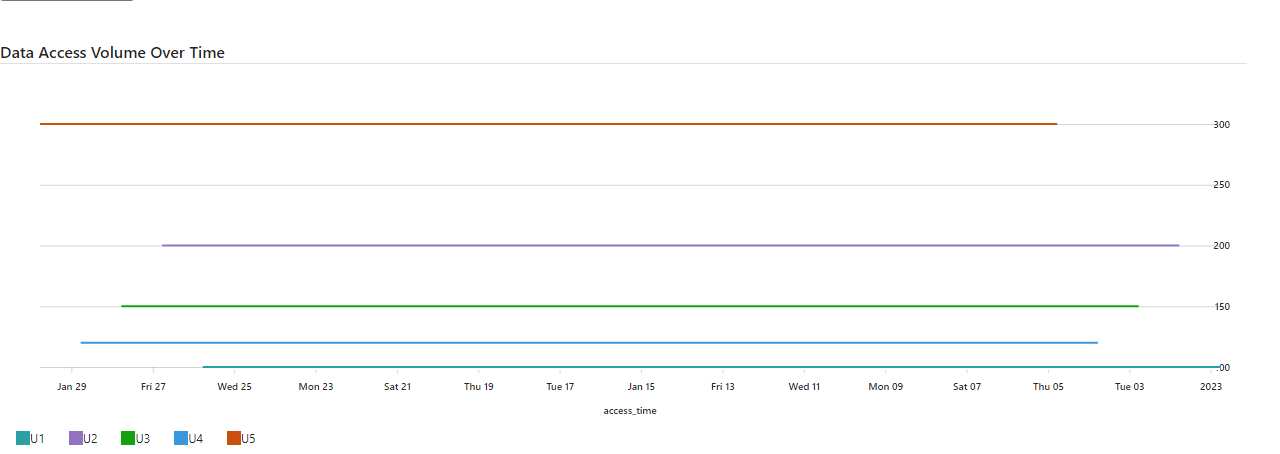 Data Access Volume Over Time
300
250
200
150
00
Jan 29 Fri 27 Wed 25 Mon 23 Sat 21 Thu 19 Tue 17 Jan 15 Fri 13 Wed 11 Mon 09 Sat 07 Thu 05 Tue 03 2023
access_time
U1 U2 U3 U4 U5